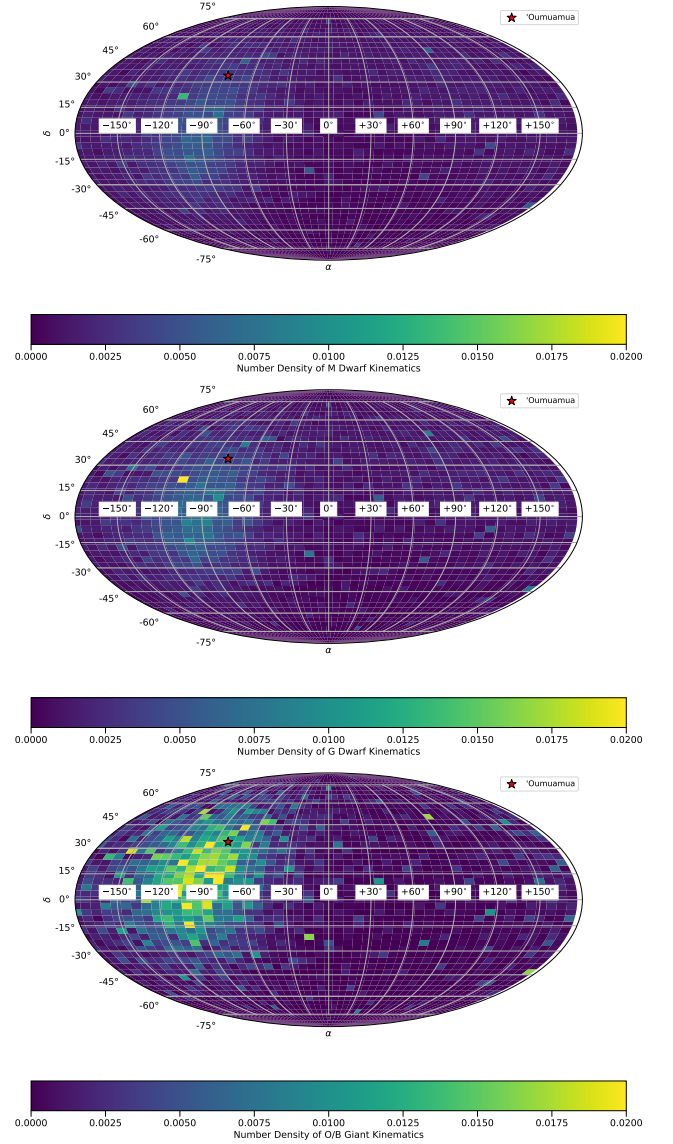 75°
'Oumuamua
60°
45°
30°
15°
−150° −120° −90° −60° −30° 0° +30° +60° +90° +120° +150°
δ 0°
-15°
-30°
-45°
-60°
-75°
α
0.0000 0.0025 0.0050 0.0075 0.0100 0.0125 0.0150 0.0175 0.0200
Number Density of M Dwarf Kinematics
75°
'Oumuamua
60°
45°
30°
15°
−150° −120° −90° −60° −30° 0° +30° +60° +90° +120° +150°
δ 0°
-15°
-30°
-45°
-60°
-75°
α
0.0000 0.0025 0.0050 0.0075 0.0100 0.0125 0.0150 0.0175 0.0200
Number Density of G Dwarf Kinematics
75°
'Oumuamua
60°
45°
30°
15°
−150° −120° −90° −60° −30° 0° +30° +60° +90° +120° +150°
δ 0°
-15°
-30°
-45°
-60°
-75°
α
0.0000 0.0025 0.0050 0.0075 0.0100 0.0125 0.0150 0.0175 0.0200
Number Density of O/B Giant Kinematics